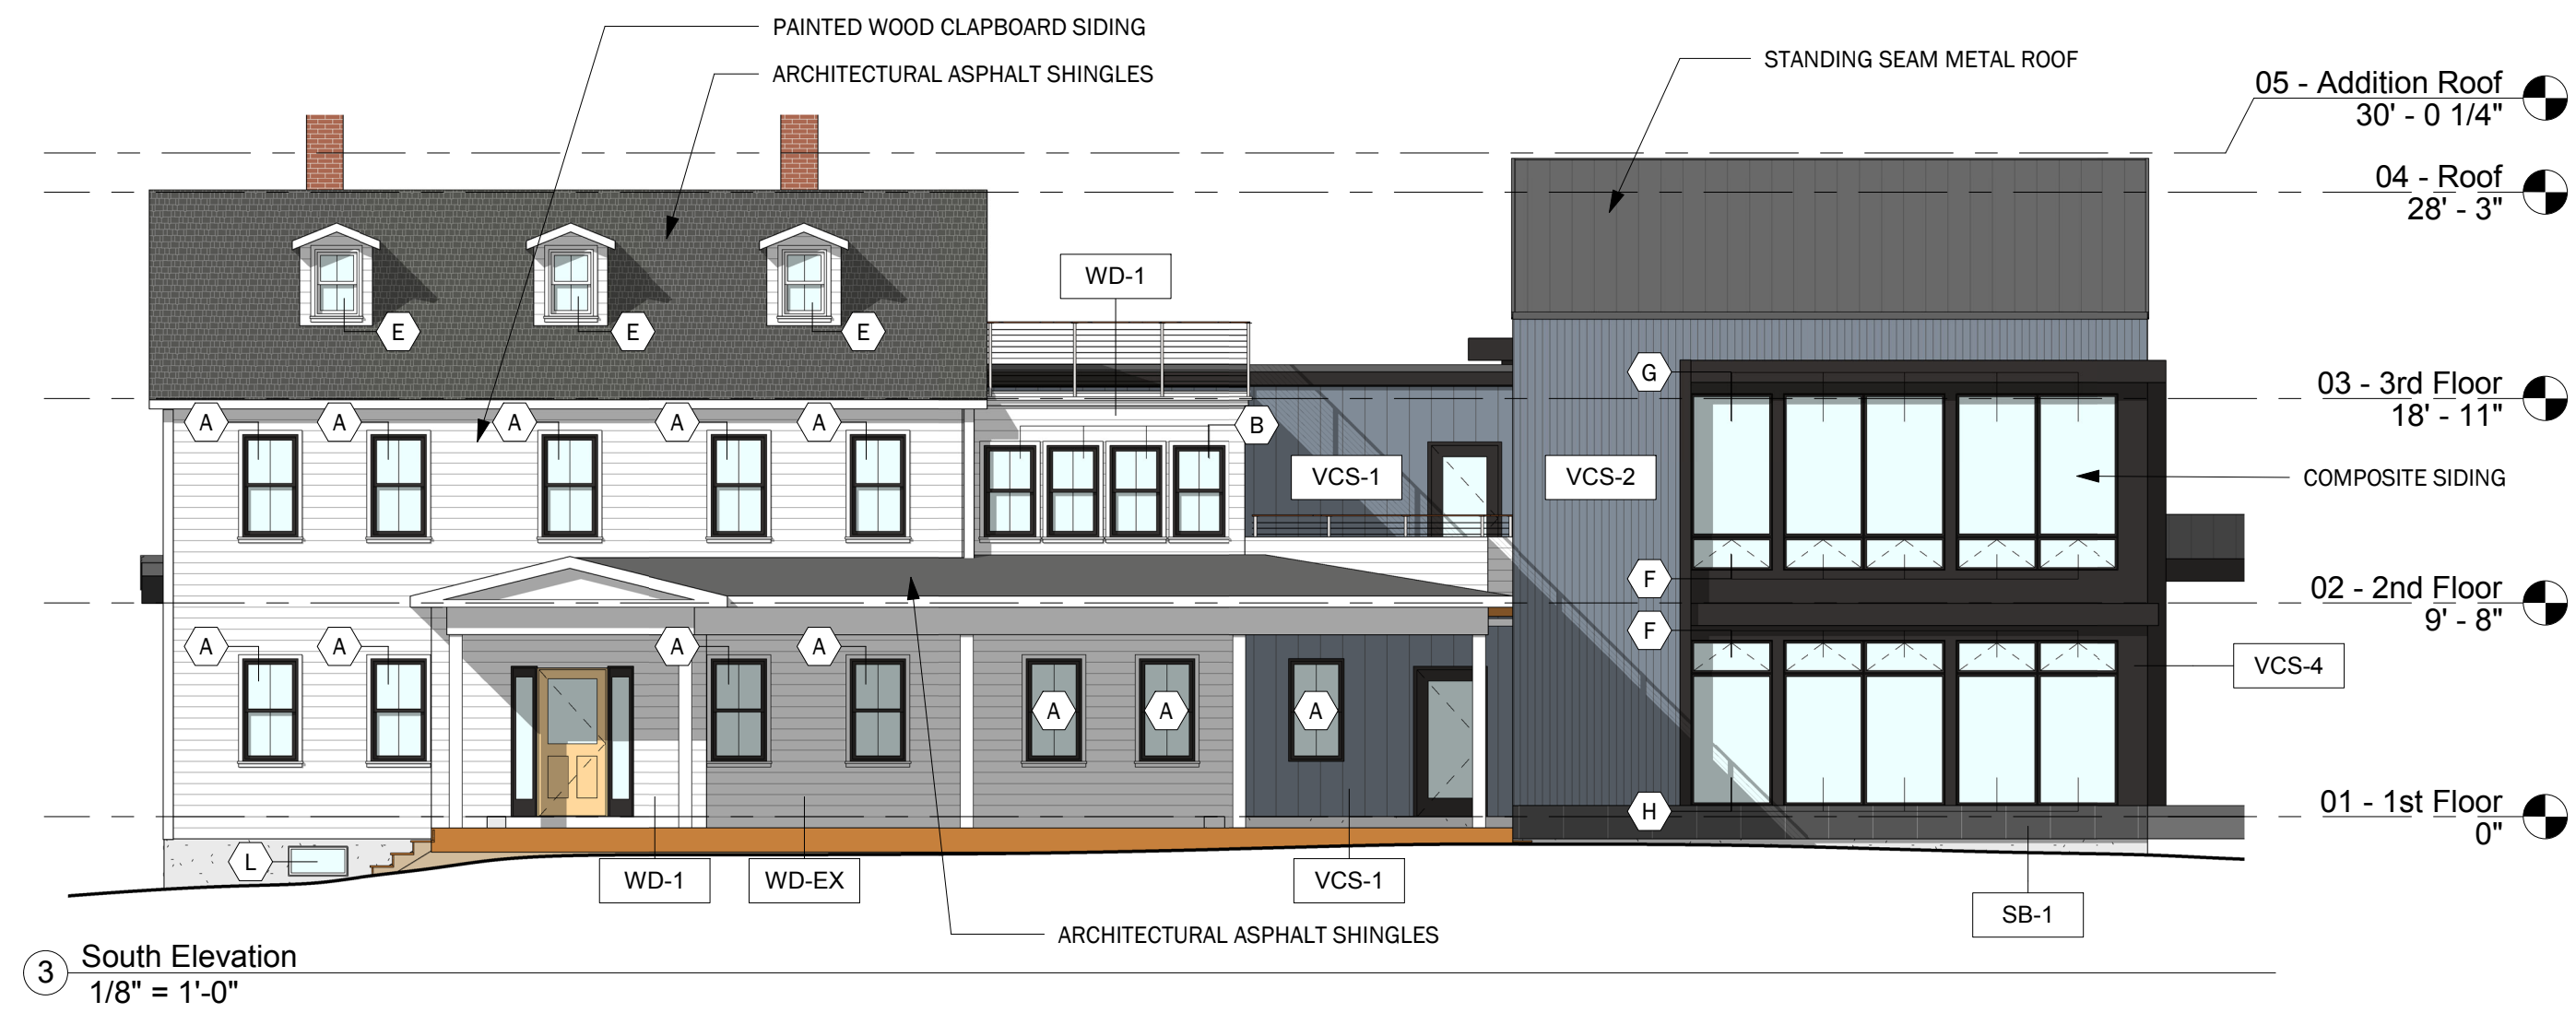 PAINTED WOOD CLAPBOARD SIDING
ARCHITECTURAL ASPHALT SHINGLES
STANDING SEAM METAL ROOF
05 - Addition Roof
30' - 0 1/4"
04 - Roof
28' - 3"
WD-1
E
E
E
G
03 - 3rd Floor
18' - 11"
A
A
A
A
A
B
VCS-1
VCS-2
COMPOSITE SIDING
F
02 - 2nd Floor
9' - 8"
A
A
A
A
F
VCS-4
A
A
A
H
01 - 1st Floor
0"
L
WD-1
WD-EX
VCS-1
SB-1
ARCHITECTURAL ASPHALT SHINGLES
3
South Elevation
1/8" = 1'-0"